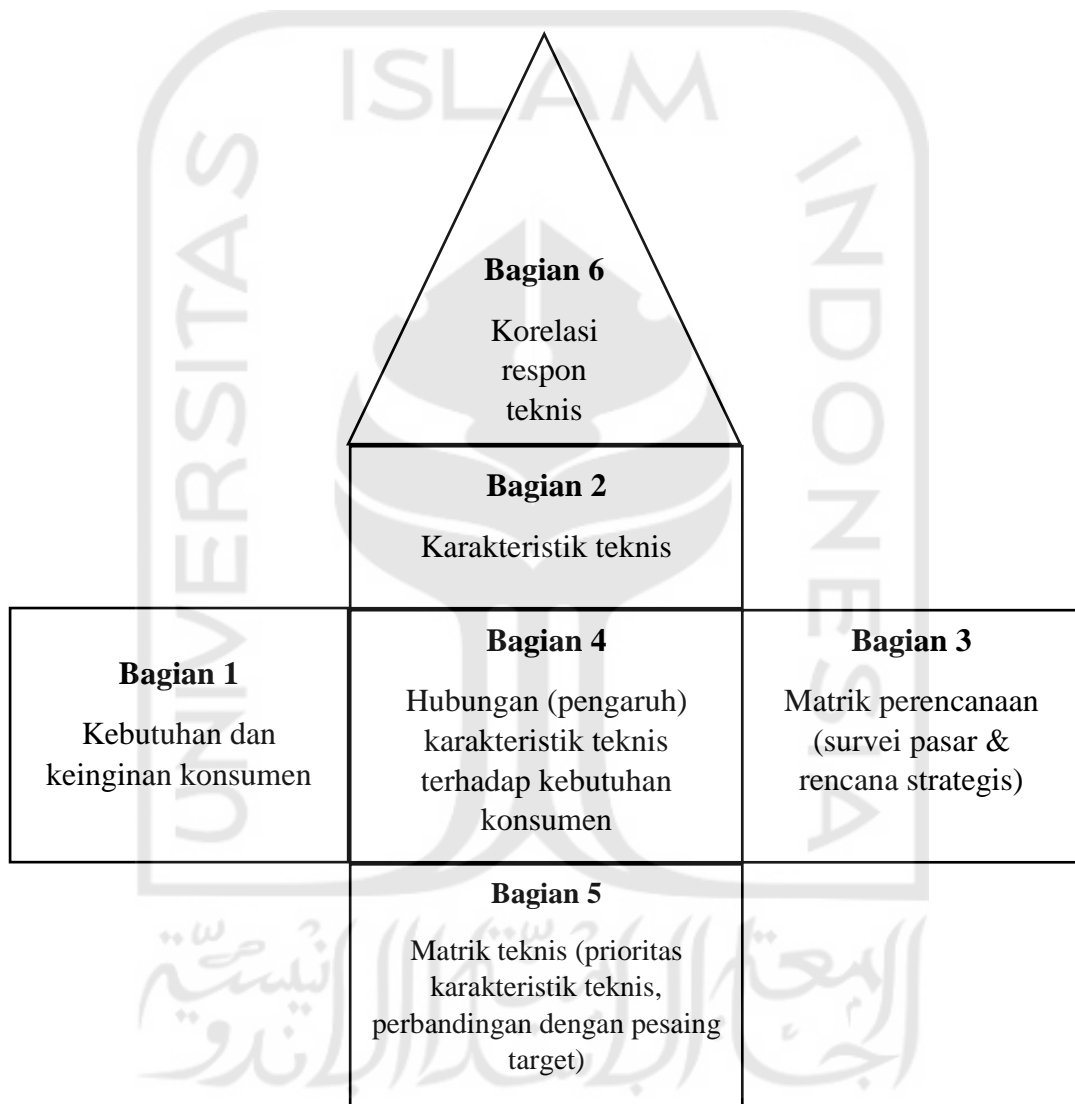 ISLAM
UNIVERSITAS
INDONESIA
Bagian 6
Korelasi
respon
teknis
Bagian 2
Karakteristik teknis
Bagian 1
Kebutuhan dan
keinginan konsumen
Bagian 4
Hubungan (pengaruh)
karakteristik teknis
terhadap kebutuhan
konsumen
Bagian 3
Matrik perencanaan
(survei pasar &
rencana strategis)
Bagian 5
Matrik teknis (prioritas
karakteristik teknis,
perbandingan dengan pesaing
target)